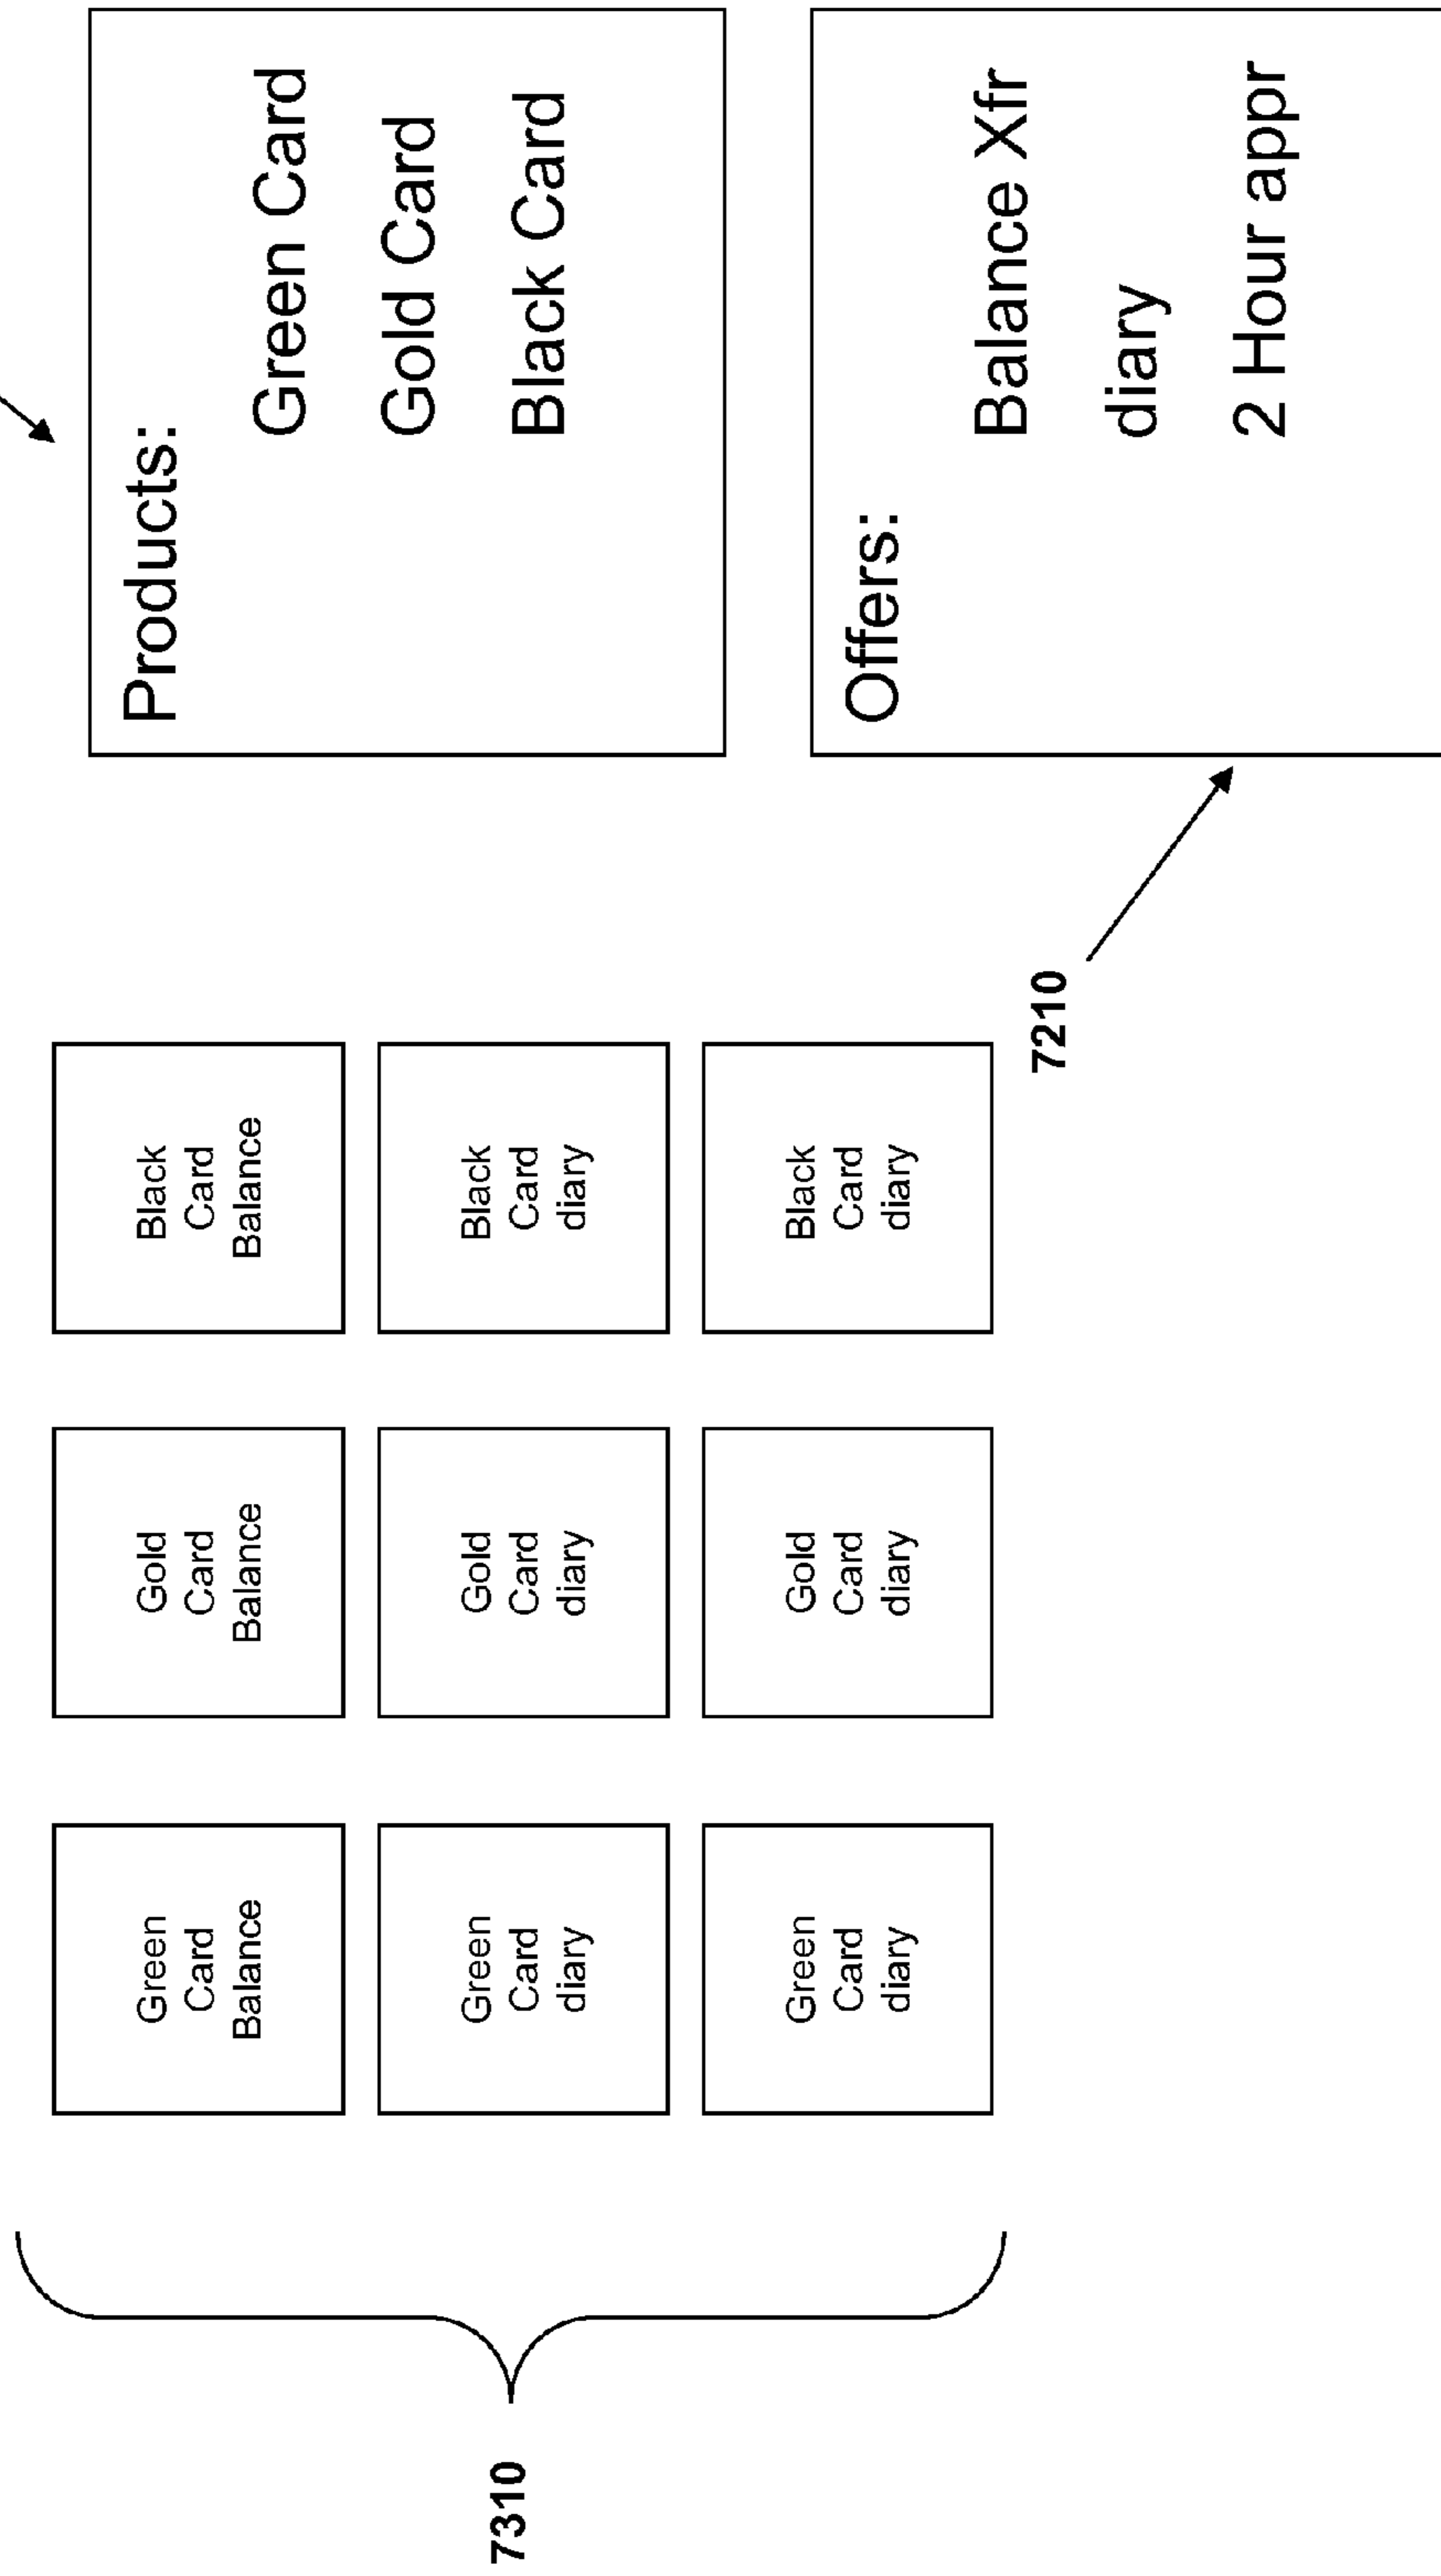 7310
Green
Card
Balance
Gold
Card
Balance
Black
Card
Balance
Green
Card
diary
Gold
Card
diary
Black
Card
diary
Green
Card
diary
Gold
Card
diary
Black
Card
diary
7210
Products:
Green Card
Gold Card
Black Card
Offers:
Balance Xfr
diary
2 Hour appr